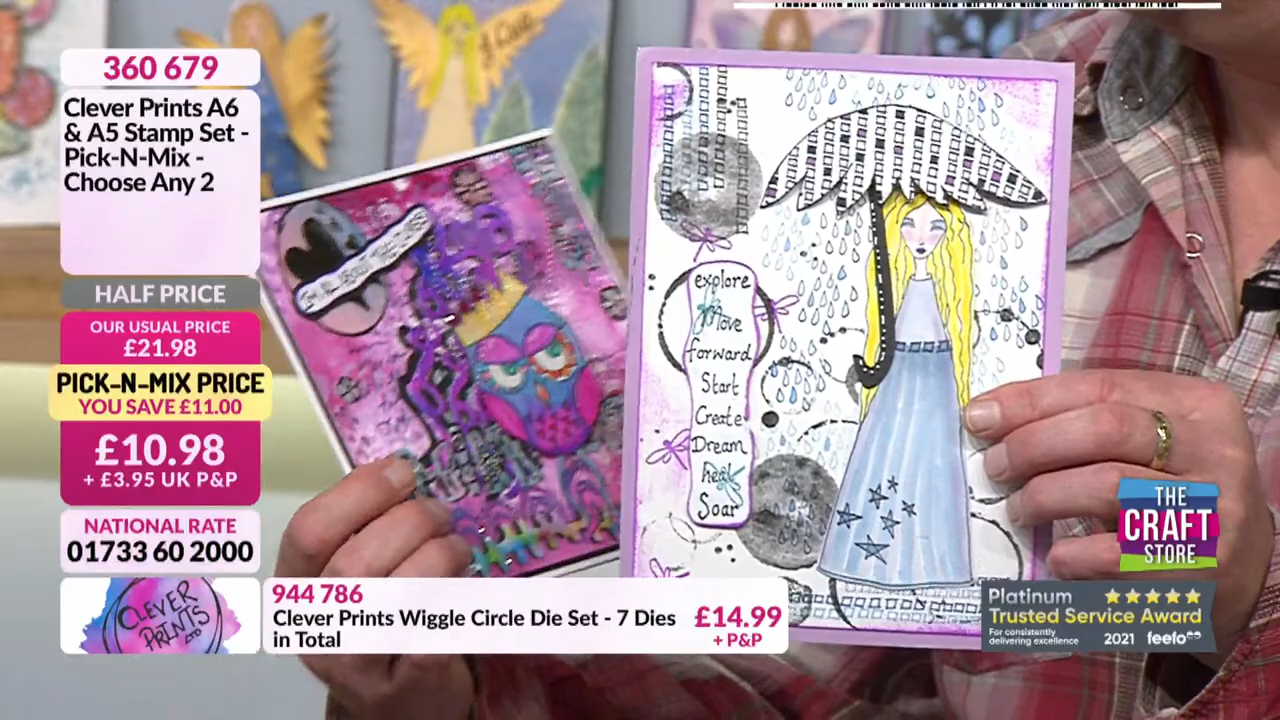 360 679
Clever Prints A6
& A5 Stamp Set -
Pick-N-Mix -
Choose Any 2
HALF PRICE
OUR USUAL PRICE
£21.98
PICK-N-MIX PRICE
YOU SAVE £11.00
£10.98
+ £3.95 UK P&P
NATIONAL RATE
01733 60 2000
CLEVER
PRINTS
944 786
Clever Prints Wiggle Circle Die Set - 7 Dies
in Total
£14.99
+ P&P
explore
Move
forward
Start
Create
Dream
heal
Soar
THE
CRAFT
STORE
Platinum
Trusted Service Award
For consistently
delivering excellence
2021 feefo